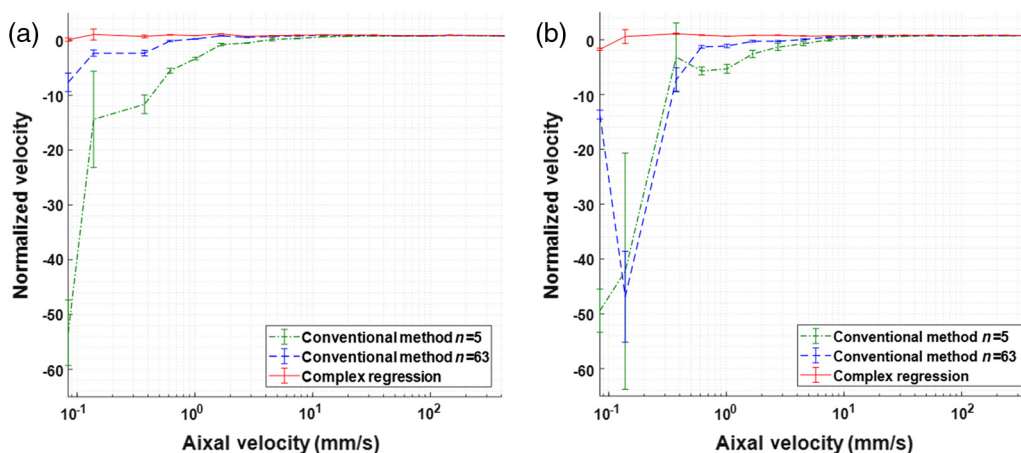 (a)
Normalized velocity
0
-10
-20
-30
-40
-50
-60
10-1
100
101
102
Aixal velocity (mm/s)
Conventional method n=5
Conventional method n=63
Complex regression
(b)
Normalized velocity
0
-10
-20
-30
-40
-50
-60
10-1
100
101
102
Aixal velocity (mm/s)
Conventional method n=5
Conventional method n=63
Complex regression